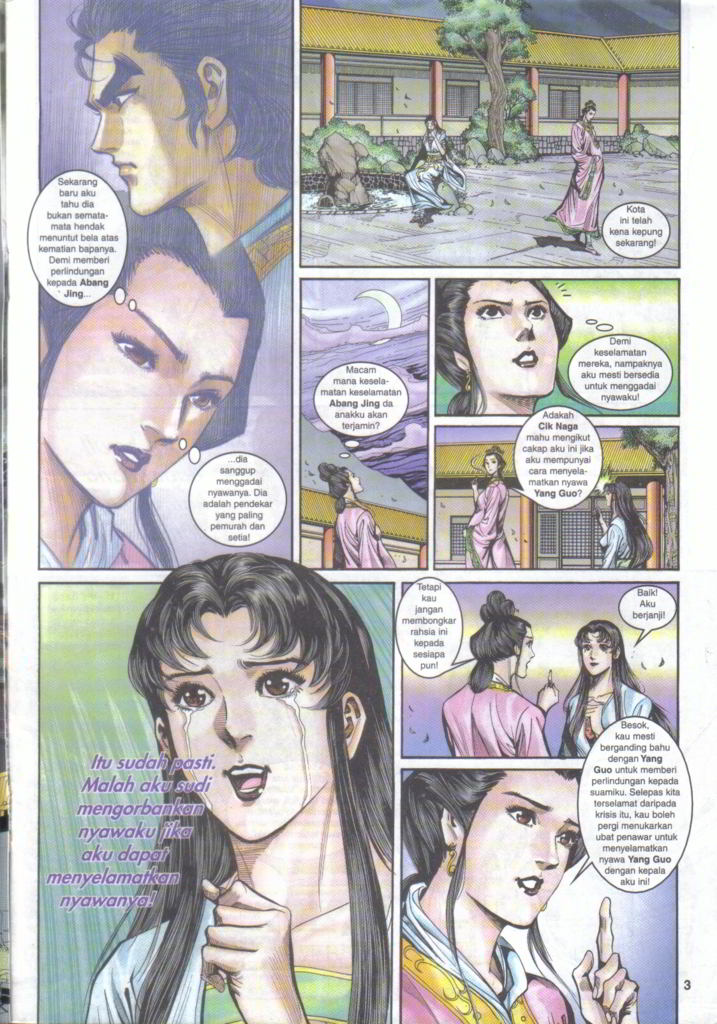 Sekarang
baru aku
tahu dia
bukan semata-
mata hendak
menuntut bela atas
kematian bapanya.
Demi memberi
perlindungan
kepada Abang
Jing...
...dia
sanggup
menggadai
nyawanya. Dia
adalah pendekar
yang paling
pemurah dan
setia!
Kota
ini telah
kena kepung
sekarang!
Macam
mana kesela-
matan keselamatan
Abang Jing da
anakku akan
terjamin?
Demi
keselamatan
mereka, nampaknya
aku mesti bersedia
untuk menggadai
nyawaku!
Adakah
Cik Naga
mahu mengikut
cakap aku ini jika
aku mempunyai
cara menyela-
matkan nyawa
Yang Guo?
Itu sudah pasti.
Malah aku sudi
mengorbankan
nyawaku jika
aku dapat
menyelamatkan
nyawanya!
Tetapi
kau
jangan
membongkar
rahsia ini
kepada
sesiapa
pun!
Baik!
Aku
berjanji!
Besok,
kau mesti
berganding bahu
dengan Yang
Guo untuk memberi
perlindungan kepada
suamiku. Selepas kita
terselamat daripada
krisis itu, kau boleh
pergi menukarkan
ubat penawar untuk
menyelamatkan
nyawa Yang Guo
dengan kepala
aku ini!
3